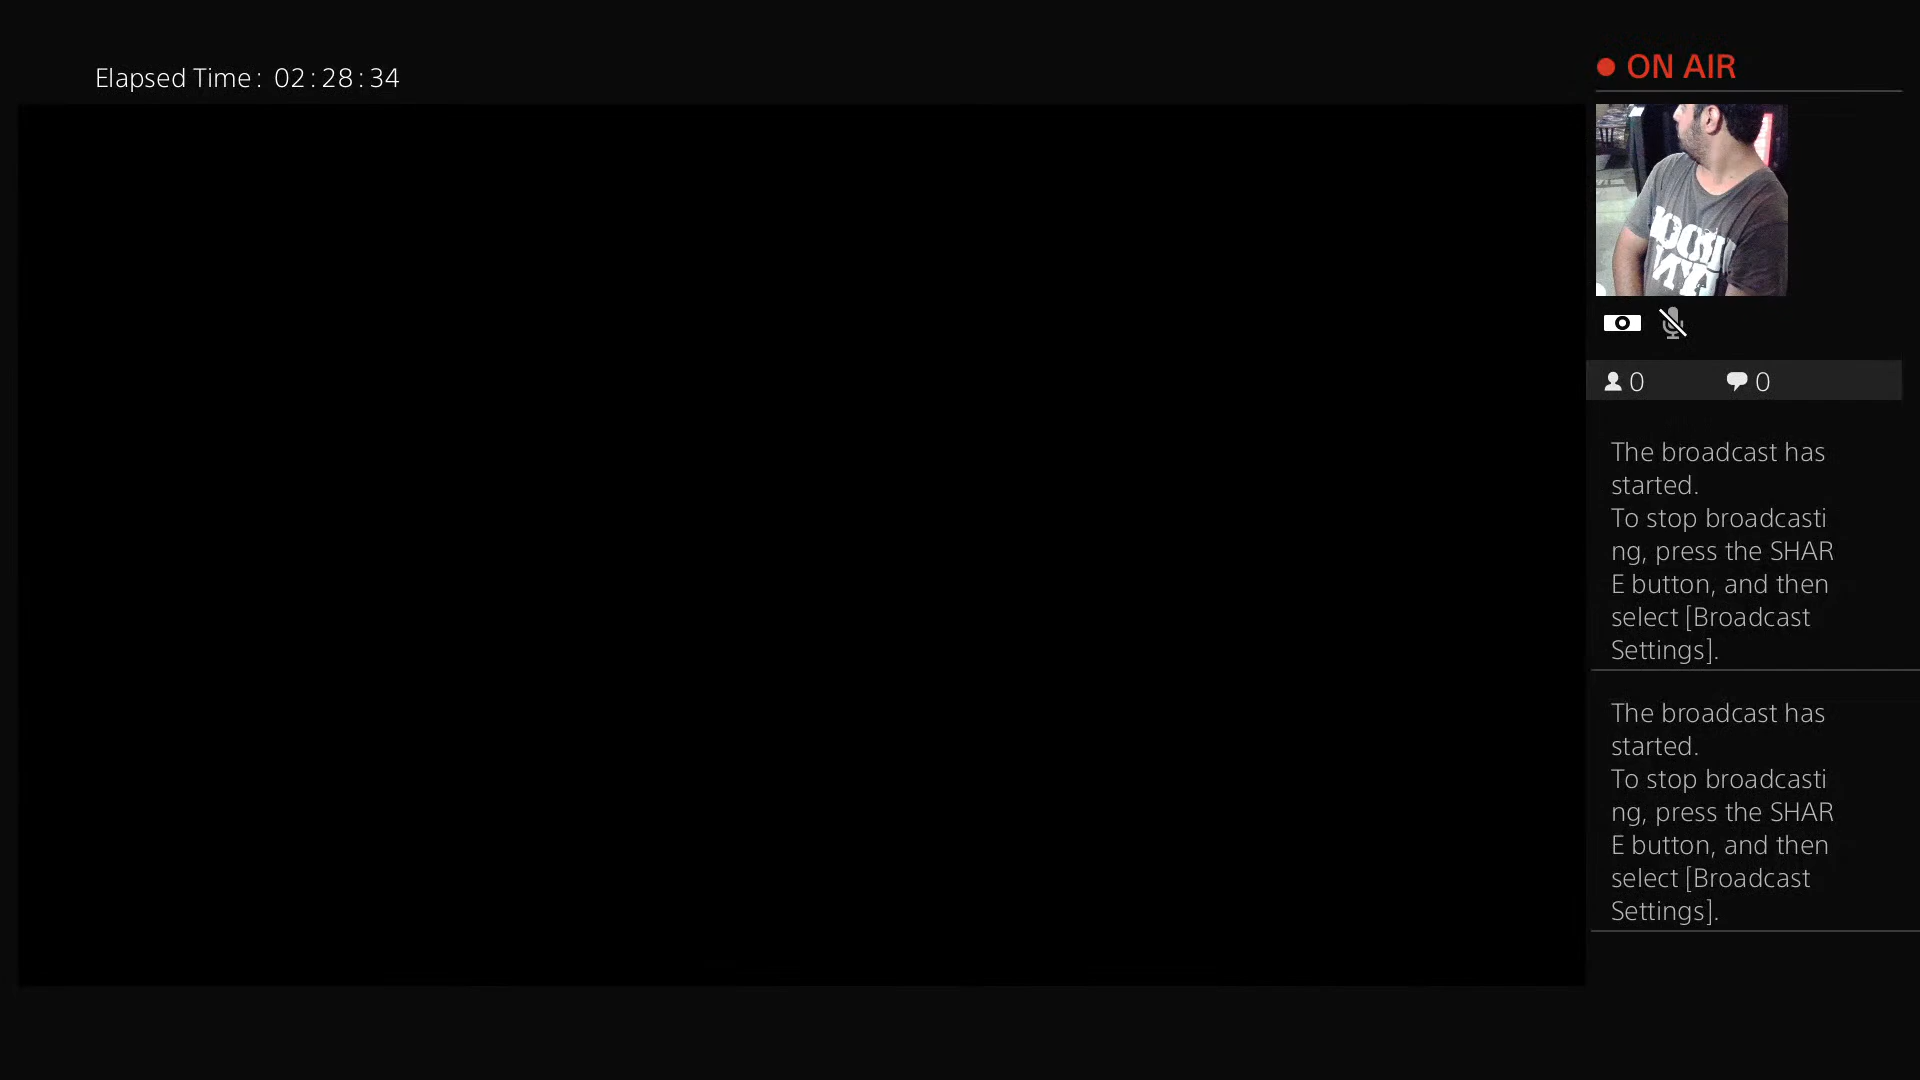 Elapsed Time: 02:28:34
ON AIR
0
0
The broadcast has
started.
To stop broadcasti
ng, press the SHAR
E button, and then
select [Broadcast
Settings].
The broadcast has
started.
To stop broadcasti
ng, press the SHAR
E button, and then
select [Broadcast
Settings].